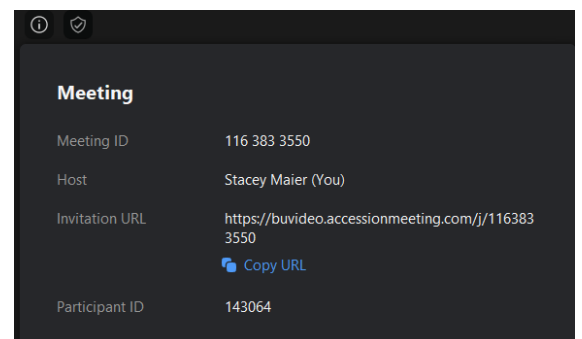 Meeting
Meeting ID 116 383 3550
Host Stacey Maier (You)
Invitation URL https://buvideo.accessionmeeting.com/j/116383
3550
Copy URL
Participant ID 143064